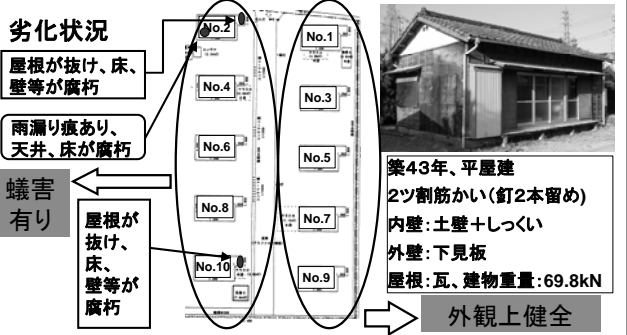 劣化状況
屋根が抜け、床、
壁等が腐朽
雨漏り痕あり、
天井、床が腐朽
蟻害
有り
屋根が
抜け、
床、
壁等が
腐朽
No.2
No.4
No.6
No.8
No.10
No.1
No.3
No.5
No.7
No.9
築43年、平屋建
2ツ割筋かい(釘2本留め)
内壁:土壁+しっくい
外壁:下見板
屋根:瓦、建物重量:69.8kN
外観上健全